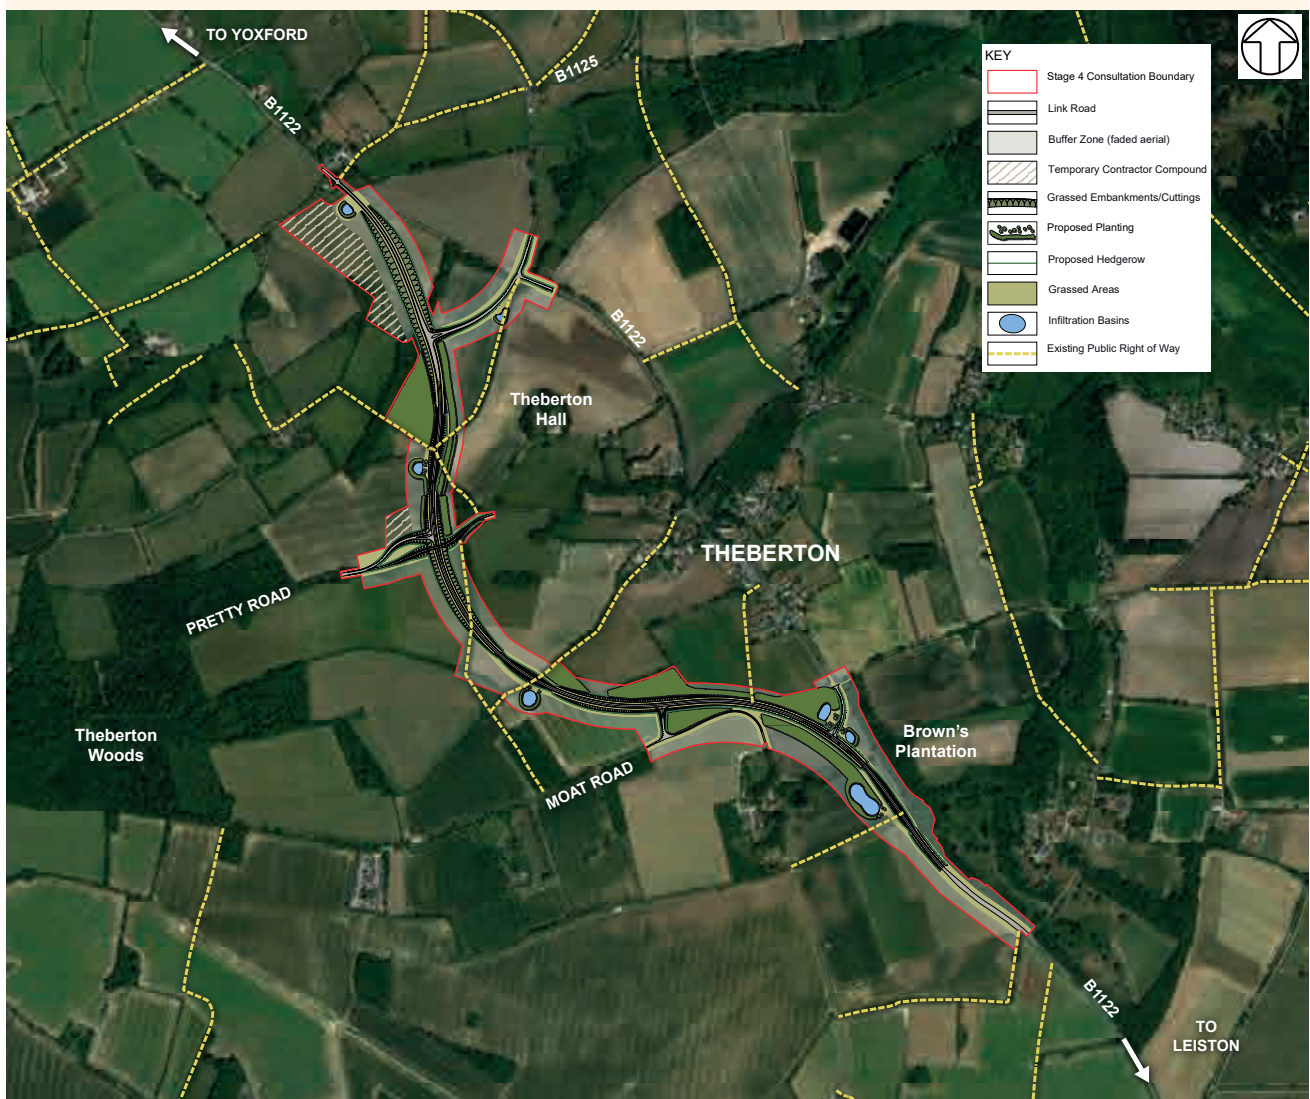 TO YOXFORD
B1122
B1125
KEY
Stage 4 Consultation Boundary
Link Road
Buffer Zone (faded aerial)
Temporary Contractor Compound
Grassed Embankments/Cuttings
Proposed Planting
Proposed Hedgerow
Grassed Areas
Infiltration Basins
Existing Public Right of Way
B1122
Theberton
Hall
THEBERTON
PRETTY ROAD
Theberton
Woods
MOAT ROAD
Brown's
Plantation
B1122
TO
LEISTON